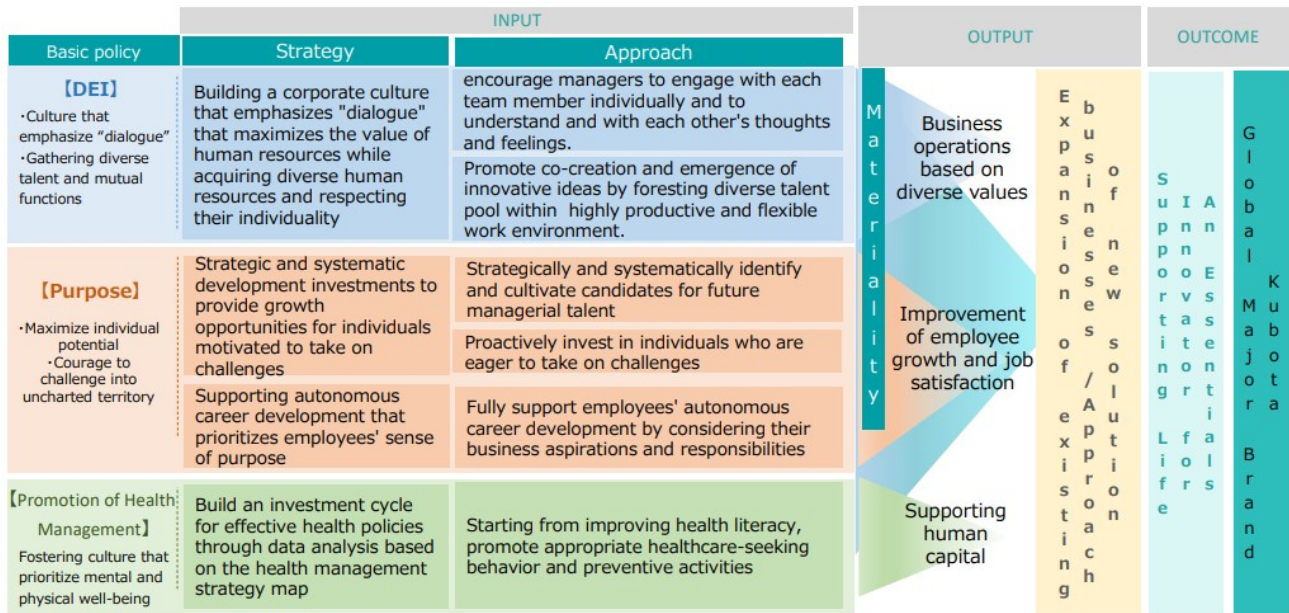 INPUT
OUTPUT
OUTCOME
Basic policy
Strategy
Approach
【DEI】
・Culture that
emphasize “dialogue”
・Gathering diverse
talent and mutual
functions
Building a corporate culture
that emphasizes "dialogue"
that maximizes the value of
human resources while
acquiring diverse human
resources and respecting
their individuality
encourage managers to engage with each
team member individually and to
understand and with each other's thoughts
and feelings.
Promote co-creation and emergence of
innovative ideas by foresting diverse talent
pool within highly productive and flexible
work environment.
【Purpose】
・Maximize individual
potential
・Courage to
challenge into
uncharted territory
Strategic and systematic
development investments to
provide growth
opportunities for individuals
motivated to take on
challenges
Strategically and systematically identify
and cultivate candidates for future
managerial talent
Proactively invest in individuals who are
eager to take on challenges
Supporting autonomous
career development that
prioritizes employees' sense
of purpose
Fully support employees' autonomous
career development by considering their
business aspirations and responsibilities
【Promotion of Health
Management】
Fostering culture that
prioritize mental and
physical well-being
Build an investment cycle
for effective health policies
through data analysis based
on the health management
strategy map
Starting from improving health literacy,
promote appropriate healthcare-seeking
behavior and preventive activities
Materiality
Business
operations
based on
diverse values
Improvement
of employee
growth and job
satisfaction
Supporting
human
capital
Expansion of existing
businesses /Approach
of new solution
An Essentials
Innovator for
Supporting Life
Global Major Brand
Kubota